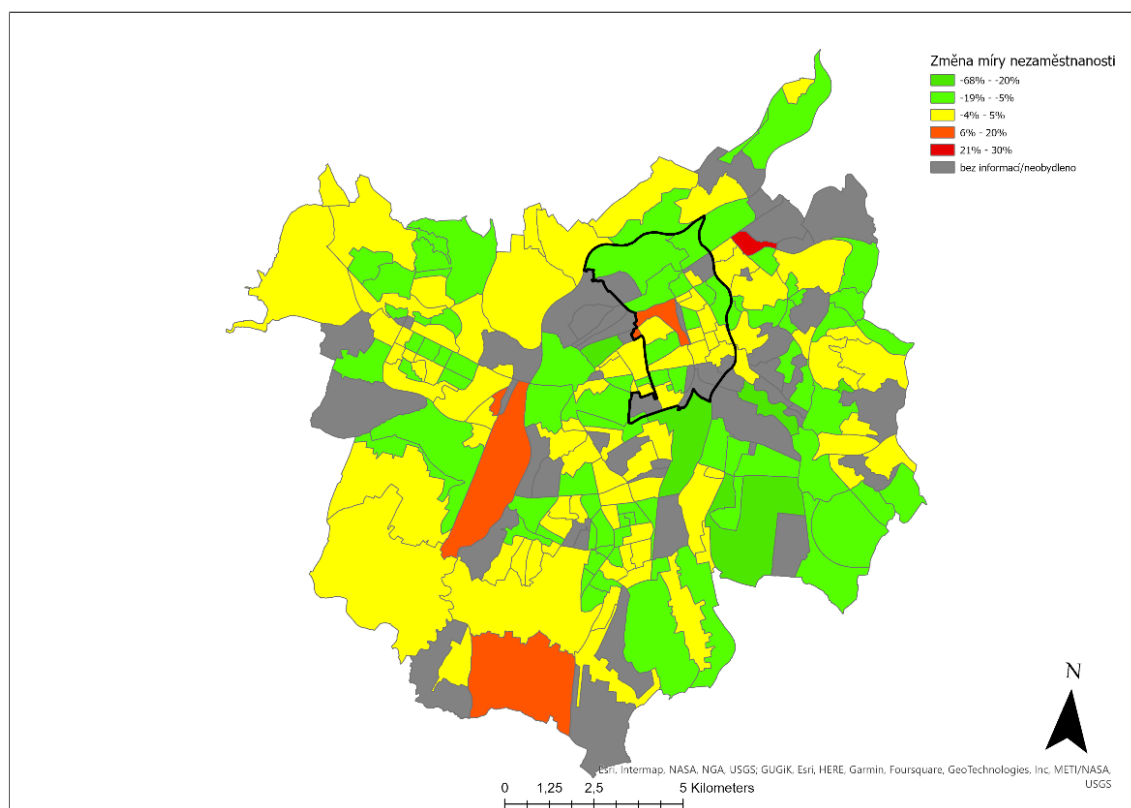 Změna míry nezaměstnanosti
-68% - -20%
-19% - -5%
-4% - 5%
6% - 20%
21% - 30%
bez informací/neobydleno
N
Esri, Intermap, NASA, NGA, USGS; GUGiK, Esri, HERE, Garmin, Foursquare, GeoTechnologies, Inc, METI/NASA,
USGS
0 1,25 2,5 5 Kilometers